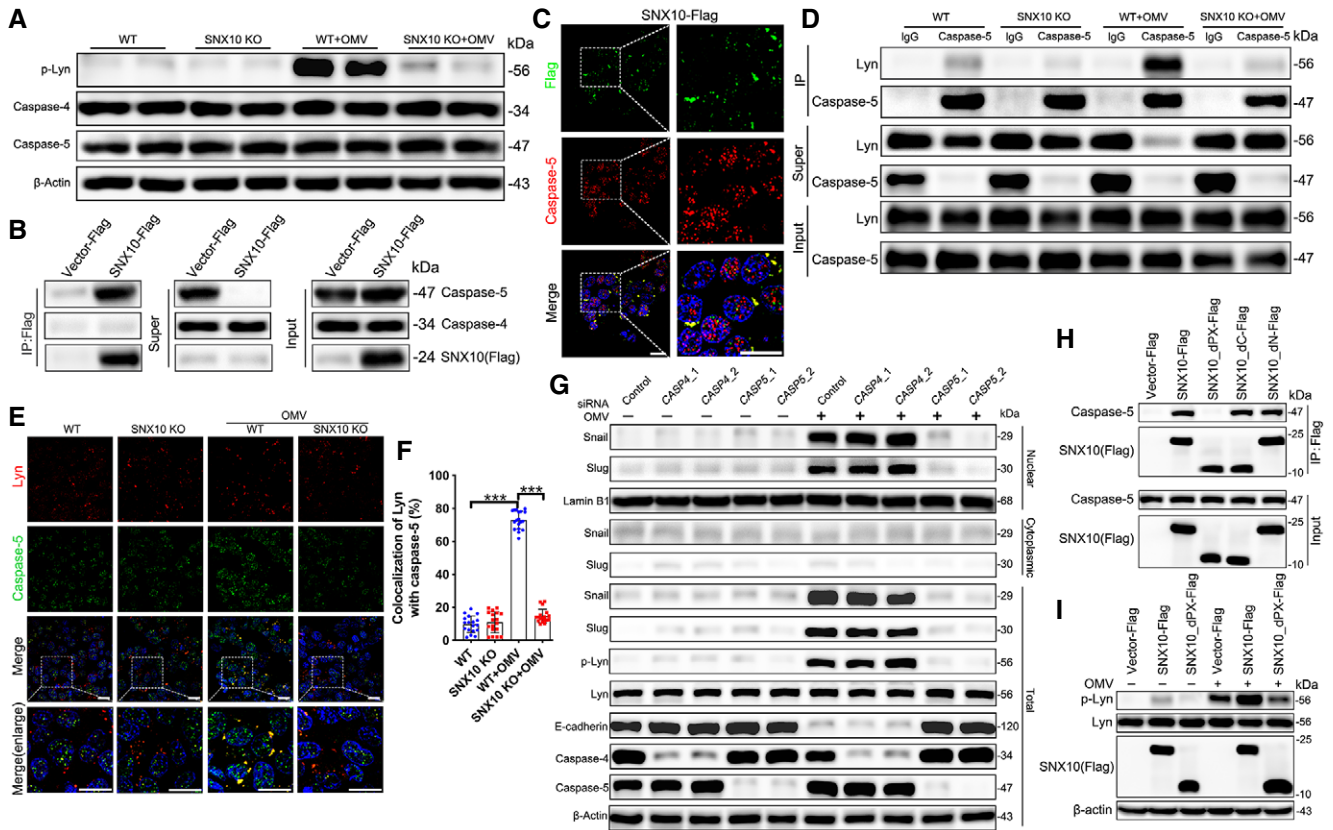 A
WT SNX10 KO WT+OMV SNX10 KO+OMV kDa
p-Lyn -56
Caspase-4 -34
Caspase-5 -47
β-Actin -43
B
Vector-Flag SNX10-Flag Vector-Flag SNX10-Flag Vector-Flag SNX10-Flag kDa
IP:Flag Super Input
-47 Caspase-5
-34 Caspase-4
-24 SNX10(Flag)
C
SNX10-Flag
Flag
Caspase-5
Merge
D
WT SNX10 KO WT+OMV SNX10 KO+OMV
IgG Caspase-5 IgG Caspase-5 IgG Caspase-5 IgG Caspase-5 kDa
IP
Lyn -56
Caspase-5 -47
Super
Lyn -56
Caspase-5 -47
Input
Lyn -56
Caspase-5 -47
E
OMV
WT SNX10 KO WT SNX10 KO
Lyn
Caspase-5
Merge
Merge(enlarge)
F
Colocalization of Lyn
with caspase-5 (%)
100
80
60
40
20
0
*** ***
WT SNX10 KO WT+OMV SNX10 KO+OMV
G
Control CASP4_1 CASP4_2 CASP5_1 CASP5_2 Control CASP4_1 CASP4_2 CASP5_1 CASP5_2
siRNA
OMV − − − − − + + + + + kDa
Snail -29
Slug -30
Lamin B1 -68
Nuclear
Snail -29
Slug -30
Cytoplasmic
Snail -29
Slug -30
p-Lyn -56
Lyn -56
E-cadherin -120
Caspase-4 -34
Caspase-5 -47
β-Actin -43
Total
H
Vector-Flag SNX10-Flag SNX10_dPX-Flag SNX10_dC-Flag SNX10_dN-Flag
kDa
Caspase-5 -47
-25
SNX10(Flag)
-10
IP: Flag
Caspase-5 -47
-25
SNX10(Flag)
-10
Input
I
Vector-Flag SNX10-Flag SNX10_dPX-Flag Vector-Flag SNX10-Flag SNX10_dPX-Flag
OMV − − − + + + kDa
p-Lyn -56
Lyn -56
-25
SNX10(Flag)
-10
β-actin -43